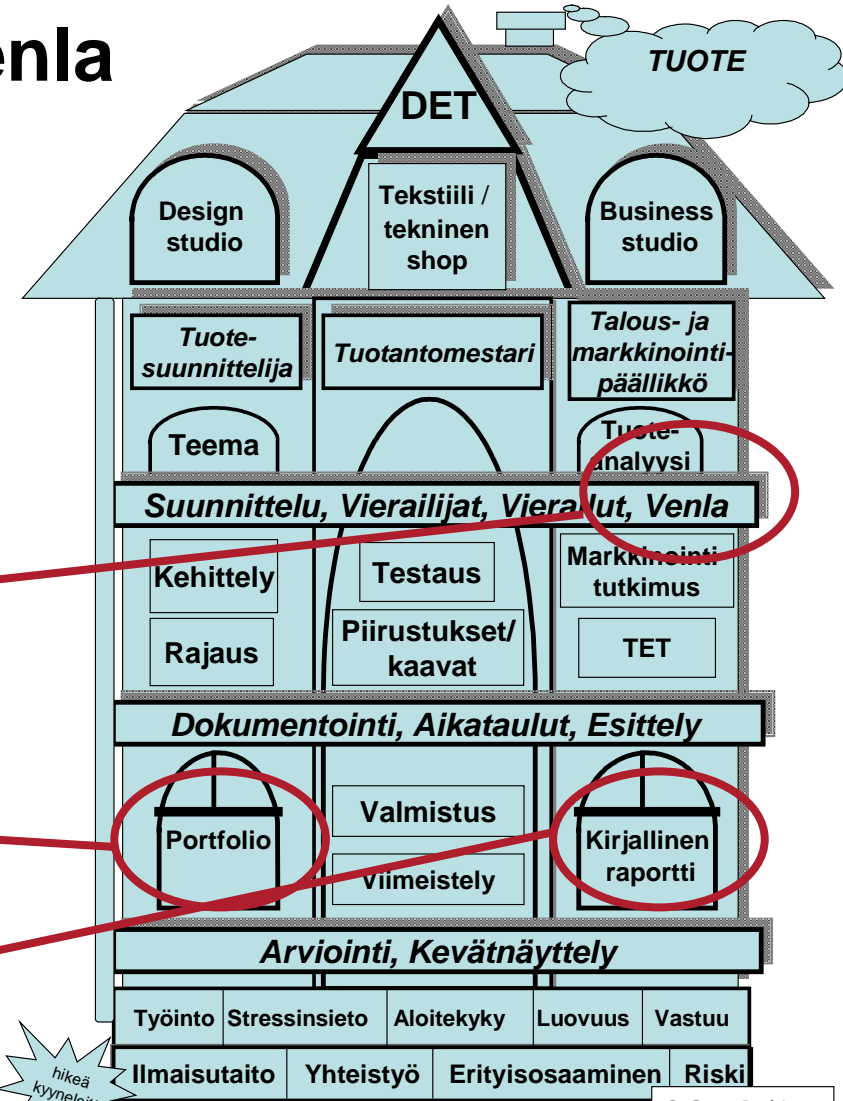 enla
TUOTE
DET
Design
studio
Tekstiili /
tekninen
shop
Business
studio
Tuote-
suunnittelija
Tuotantomestari
Talous- ja
markkinointi-
päällikkö
Teema
Tuote-
analyysi
Suunnittelu, Vierailijat, Vierailut, Venla
Kehittely
Testaus
Markkinointi
tutkimus
Rajaus
Piirustukset/
kaavat
TET
Dokumentointi, Aikataulut, Esittely
Portfolio
Valmistus
Kirjallinen
raportti
Viimeistely
Arviointi, Kevätnäyttely
Työinto Stressinsieto Aloitekyky Luovuus Vastuu
Ilmaisutaito Yhteistyö Erityisosaaminen Riski
hikeä